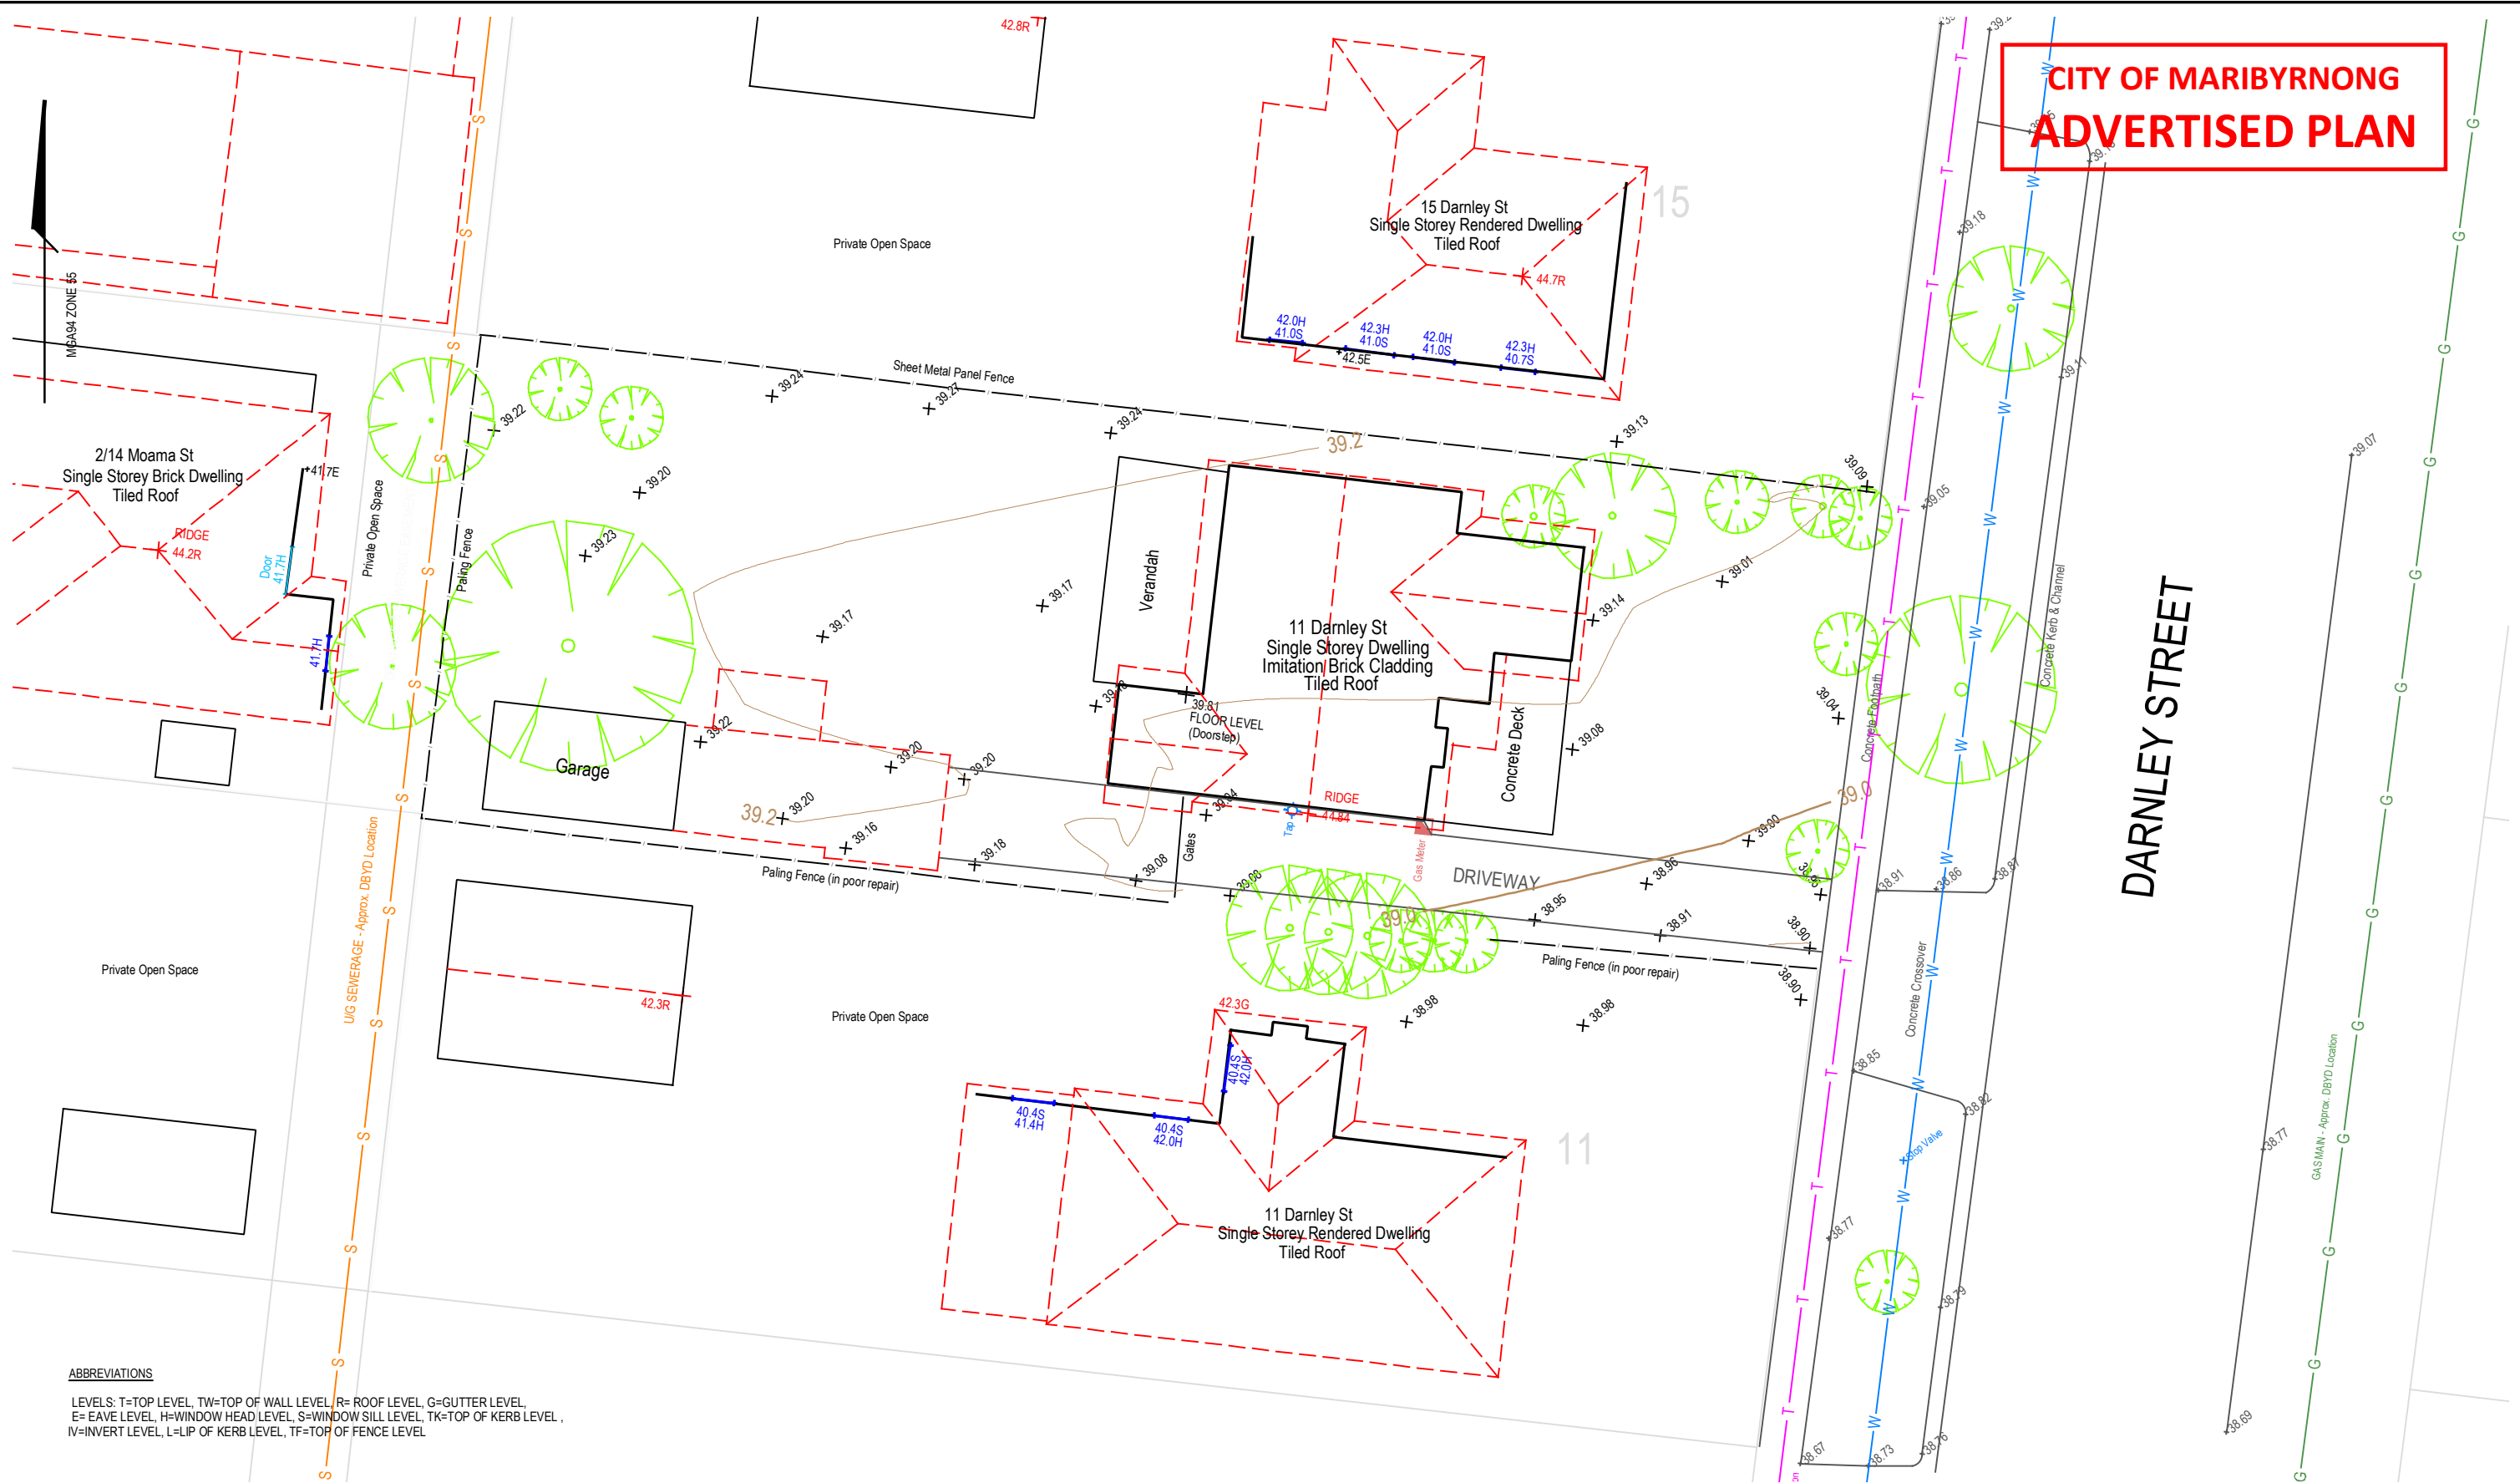 CITY OF MARIBYRNONG
ADVERTISED PLAN
42.8R
MGA94 ZONE 55
Private Open Space
15 Darnley St
Single Storey Rendered Dwelling
Tiled Roof
15
44.7R
42.0H
41.0S
42.3H
41.0S
42.0H
41.0S
42.3H
40.7S
42.5E
Sheet Metal Panel Fence
39.24
39.27
39.24
39.22
39.20
39.23
39.17
39.17
39.2
39.13
39.09
39.01
39.14
39.08
39.04
39.18
39.11
39.05
39.07
2/14 Moama St
Single Storey Brick Dwelling
Tiled Roof
41.7E
RIDGE
44.2R
Door
41.7H
41.7H
Private Open Space
Paling Fence
Verandah
11 Darnley St
Single Storey Dwelling
Imitation Brick Cladding
Tiled Roof
39.81
FLOOR LEVEL
(Doorstep)
Concrete Deck
Garage
39.22
39.20
39.20
39.20
39.2
39.16
39.18
39.08
Gates
Tap
RIDGE
44.84
Gas Meter
DRIVEWAY
39.0
39.0
38.96
38.95
38.91
38.90
38.90
38.91
38.86
38.87
Concrete Footpath
Concrete Kerb & Channel
DARNLEY STREET
Concrete Crossover
Paling Fence (in poor repair)
Paling Fence (in poor repair)
U/G SEWERAGE - Approx. DBYD Location
Private Open Space
42.3R
Private Open Space
42.3G
38.98
38.98
40.4S
42.0H
40.4S
41.4H
40.4S
42.0H
11
11 Darnley St
Single Storey Rendered Dwelling
Tiled Roof
38.85
38.82
Stop Valve
38.77
38.77
38.79
38.67
38.73
38.76
38.69
GAS MAIN - Approx. DBYD Location
ABBREVIATIONS
LEVELS: T=TOP LEVEL, TW=TOP OF WALL LEVEL, R= ROOF LEVEL, G=GUTTER LEVEL,
E= EAVE LEVEL, H=WINDOW HEAD LEVEL, S=WINDOW SILL LEVEL, TK=TOP OF KERB LEVEL ,
IV=INVERT LEVEL, L=LIP OF KERB LEVEL, TF=TOP OF FENCE LEVEL